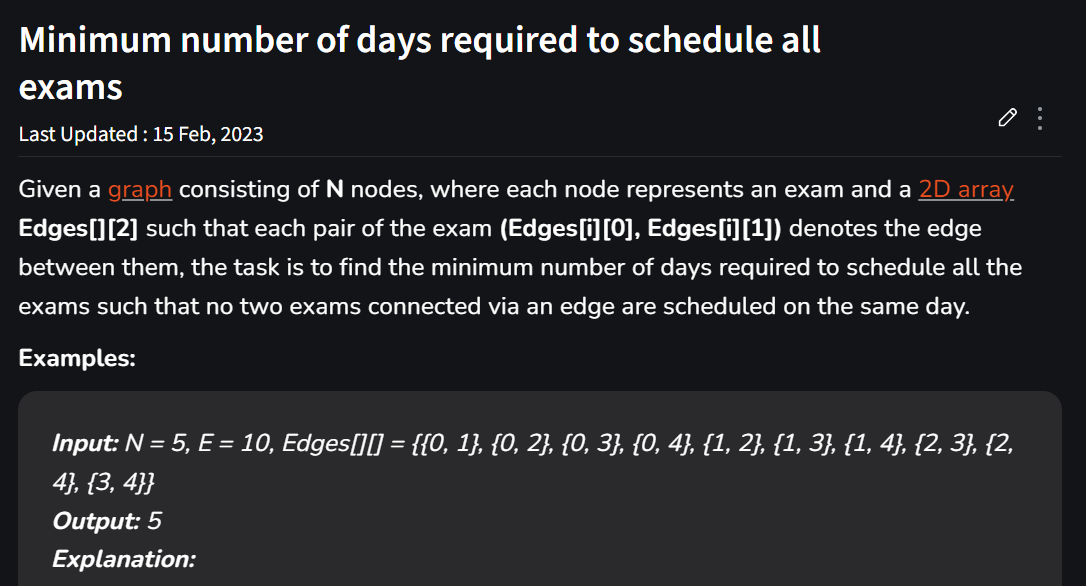 Minimum number of days required to schedule all
exams
Last Updated : 15 Feb, 2023
Given a graph consisting of N nodes, where each node represents an exam and a 2D array
Edges[][2] such that each pair of the exam (Edges[i][0], Edges[i][1]) denotes the edge
between them, the task is to find the minimum number of days required to schedule all the
exams such that no two exams connected via an edge are scheduled on the same day.
Examples:
Input: N = 5, E = 10, Edges[][] = {{0, 1}, {0, 2}, {0, 3}, {0, 4}, {1, 2}, {1, 3}, {1, 4}, {2, 3}, {2,
4}, {3, 4}}
Output: 5
Explanation: